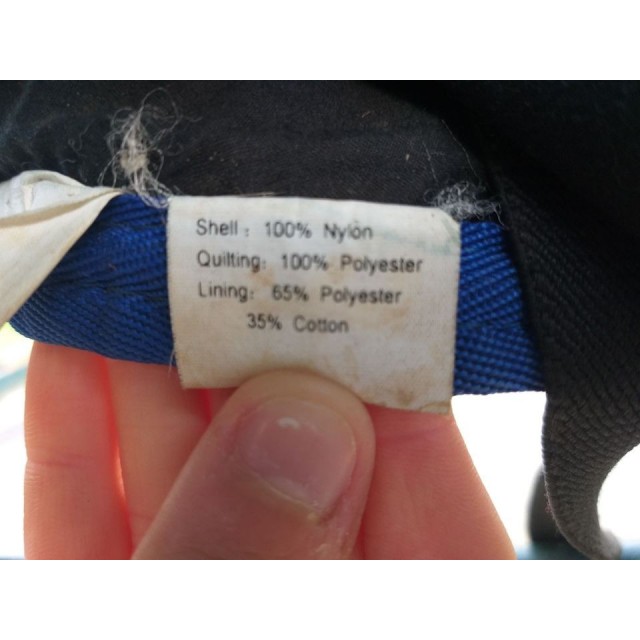 Shell : 100% Nylon
Quilting: 100% Polyester
Lining: 65% Polyester
35% Cotton